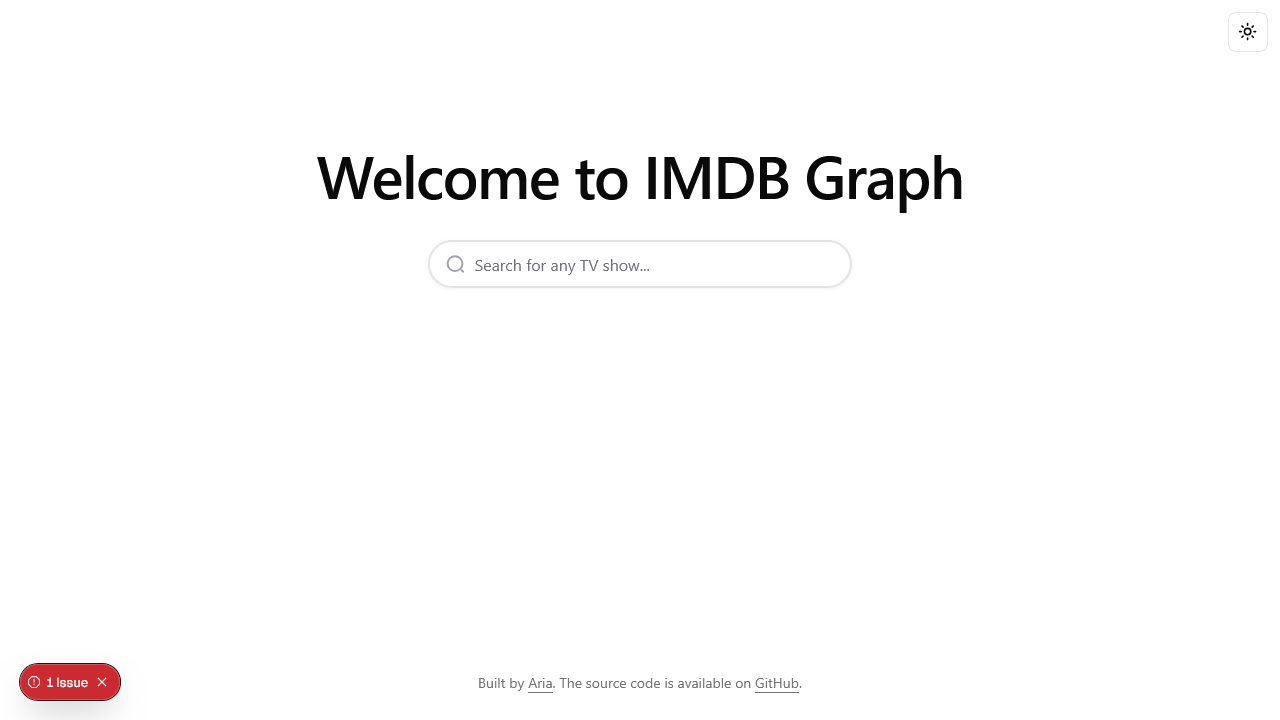 Welcome to IMDB Graph
Search for any TV show...
1 Issue
Built by Aria. The source code is available on GitHub.